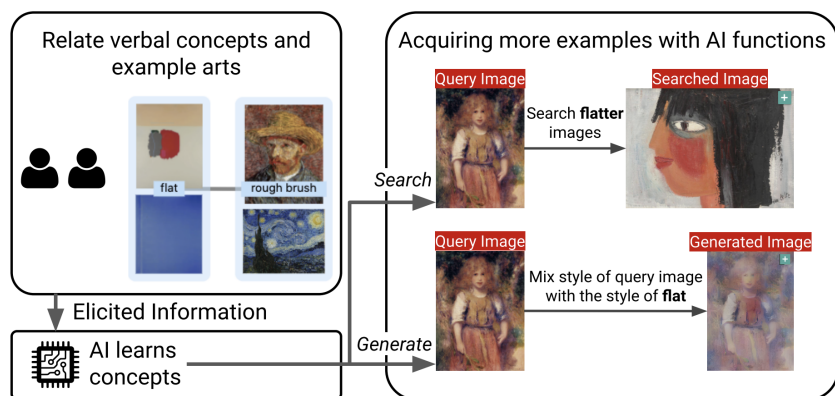 Relate verbal concepts and
example arts
flat
rough brush
Elicited Information
AI learns
concepts
Acquiring more examples with AI functions
Search
Query Image
Search flatter
images
Searched Image
Generate
Query Image
Mix style of query image
with the style of flat
Generated Image